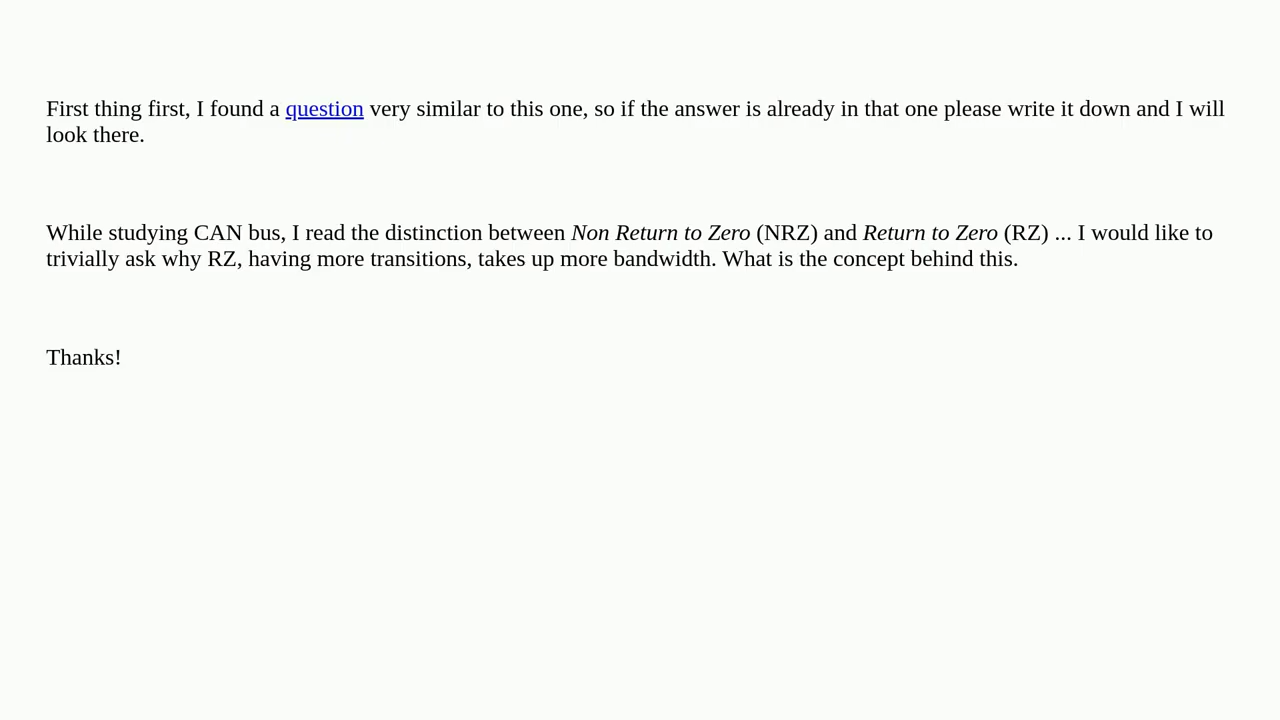 First thing first, I found a question very similar to this one, so if the answer is already in that one please write it down and I will
look there.
While studying CAN bus, I read the distinction between Non Return to Zero (NRZ) and Return to Zero (RZ) ... I would like to
trivially ask why RZ, having more transitions, takes up more bandwidth. What is the concept behind this.
Thanks!